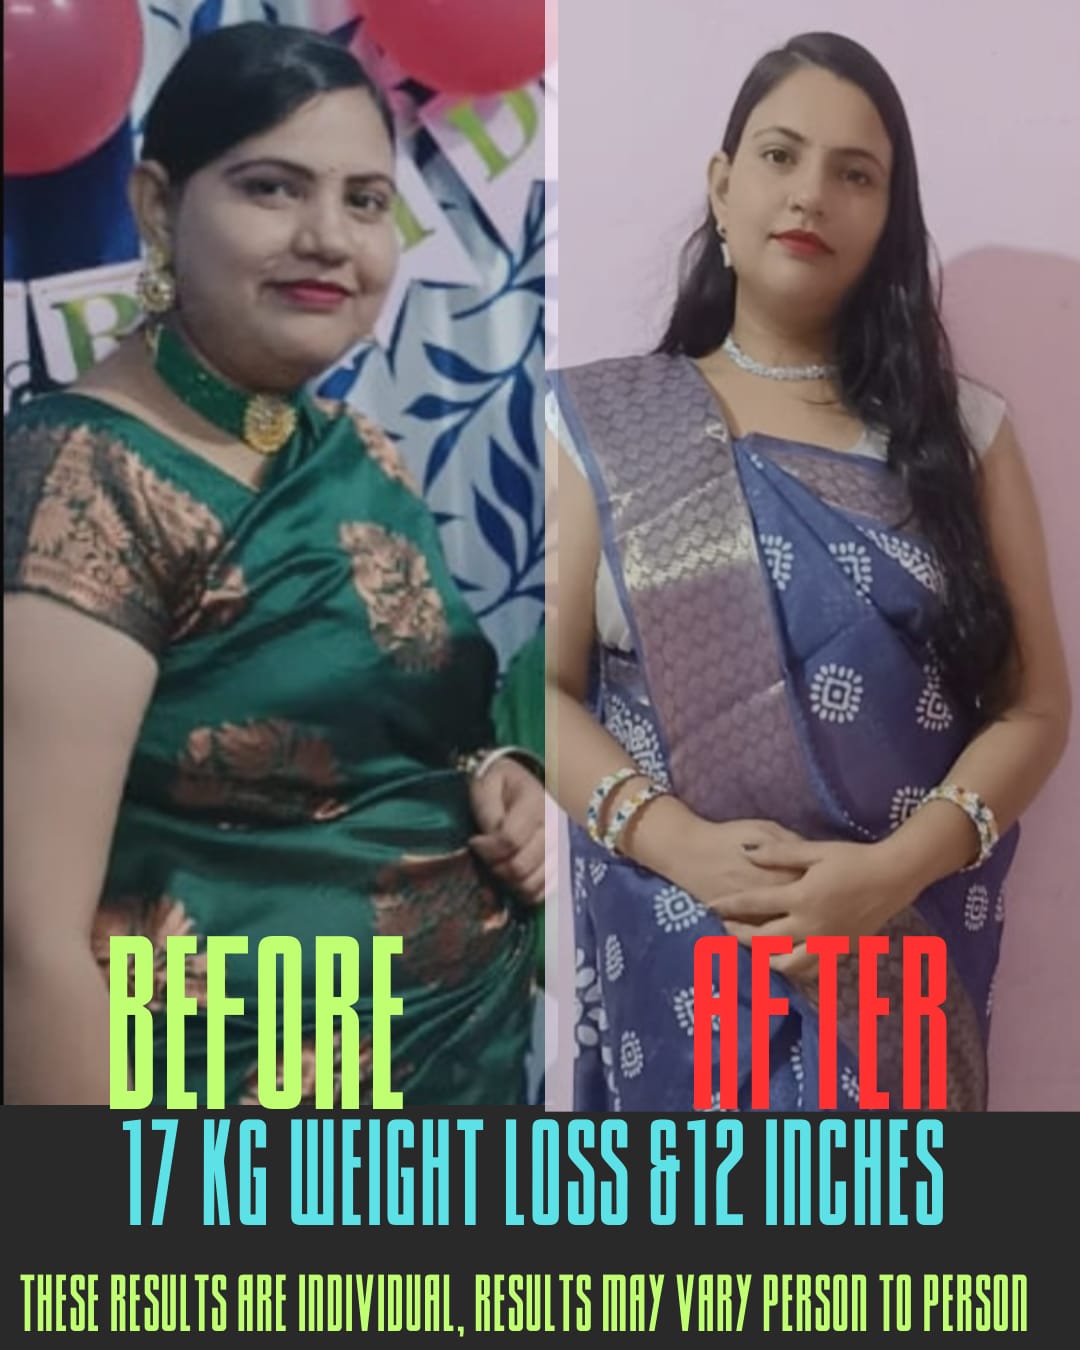 BEFORE
AFTER
17 KG WEIGHT LOSS &12 INCHES
THESE RESULTS ARE INDIVIDUAL, RESULTS MAY VARY PERSON TO PERSON